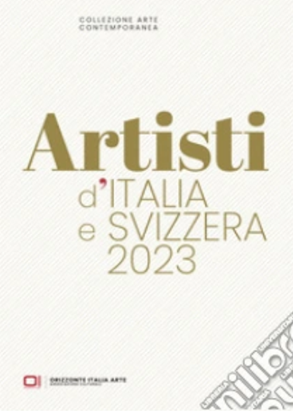 COLLEZIONE ARTE
CONTEMPORANEA
Artisti
d'ITALIA
e SVIZZERA
2023
ORIZZONTE ITALIA ARTE